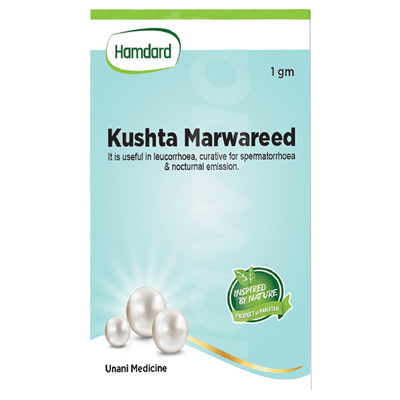 Hamdard
1 gm
Kushta Marwareed
It is useful in leucorrhoea, curative for spermatorrhoea
& nocturnal emission.
INSPIRED
BY NATURE
PRODUCT of PAKISTAN
Unani Medicine